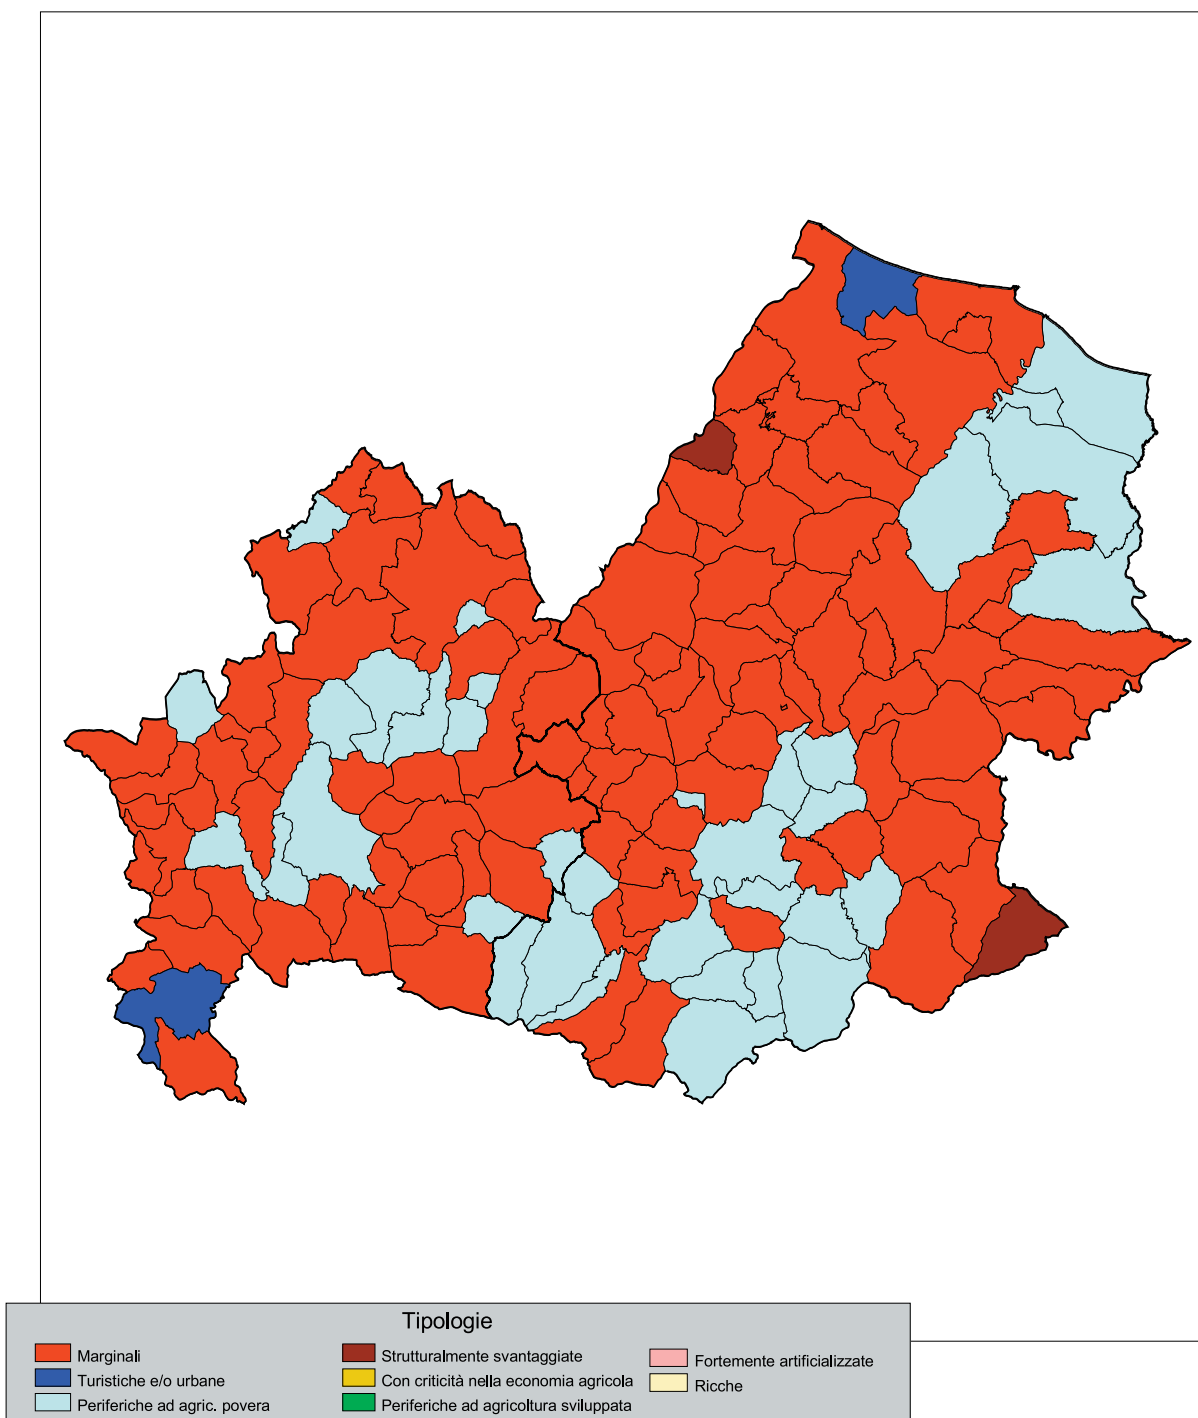 Tipologie
Marginali
Turistiche e/o urbane
Periferiche ad agric. povera
Strutturalmente svantaggiate
Con criticità nella economia agricola
Periferiche ad agricoltura sviluppata
Fortemente artificializzate
Ricche